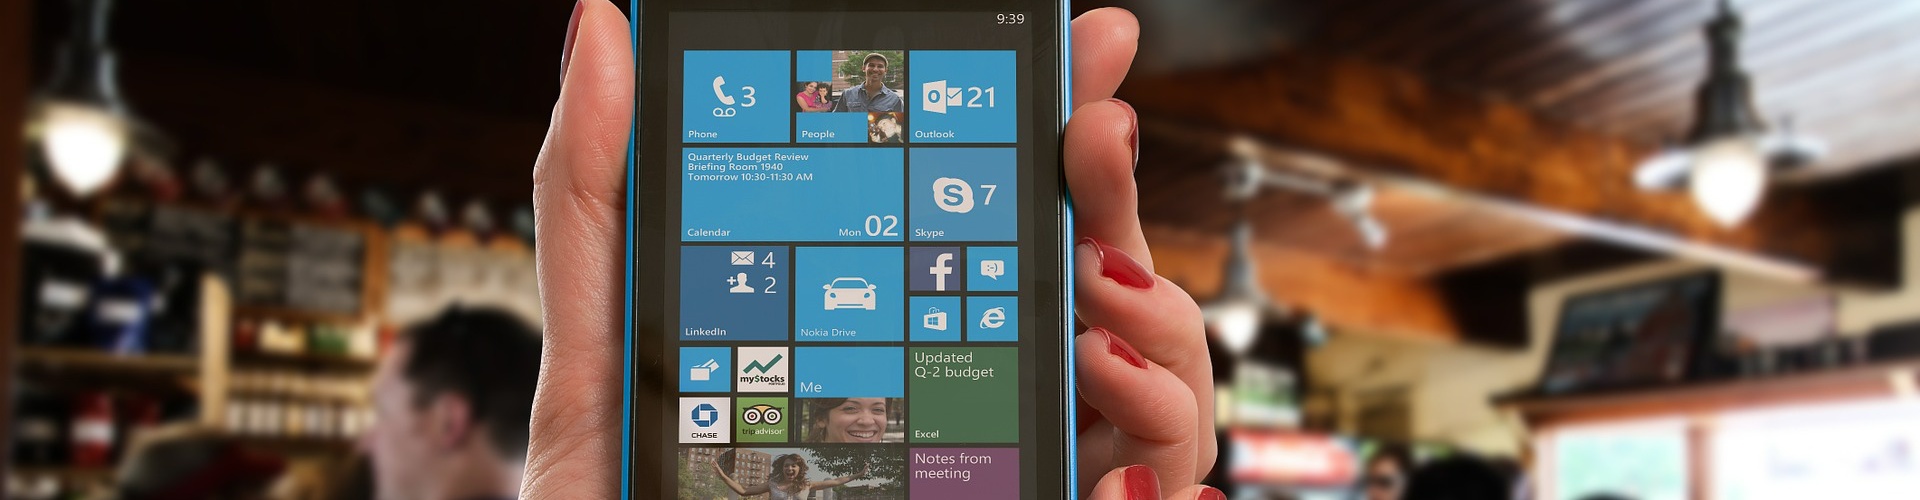 9:39
3
Phone
People
21
Outlook
Quarterly Budget Review
Briefing Room 1940
Tomorrow 10:30-11:30 AM
Calendar
Mon 02
S 7
Skype
4
2
LinkedIn
Nokia Drive
f
my$tocks
Me
Updated
Q-2 budget
Excel
CHASE
tripadvisor
Notes from
meeting